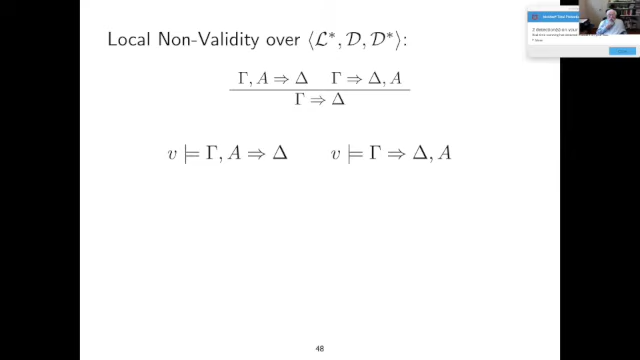 Local Non-Validity over ⟨ℒ*, 𝒟, 𝒟*⟩:
Γ, A ⇒ Δ Γ ⇒ Δ, A
Γ ⇒ Δ
v ⊨ Γ, A ⇒ Δ v ⊨ Γ ⇒ Δ, A
48